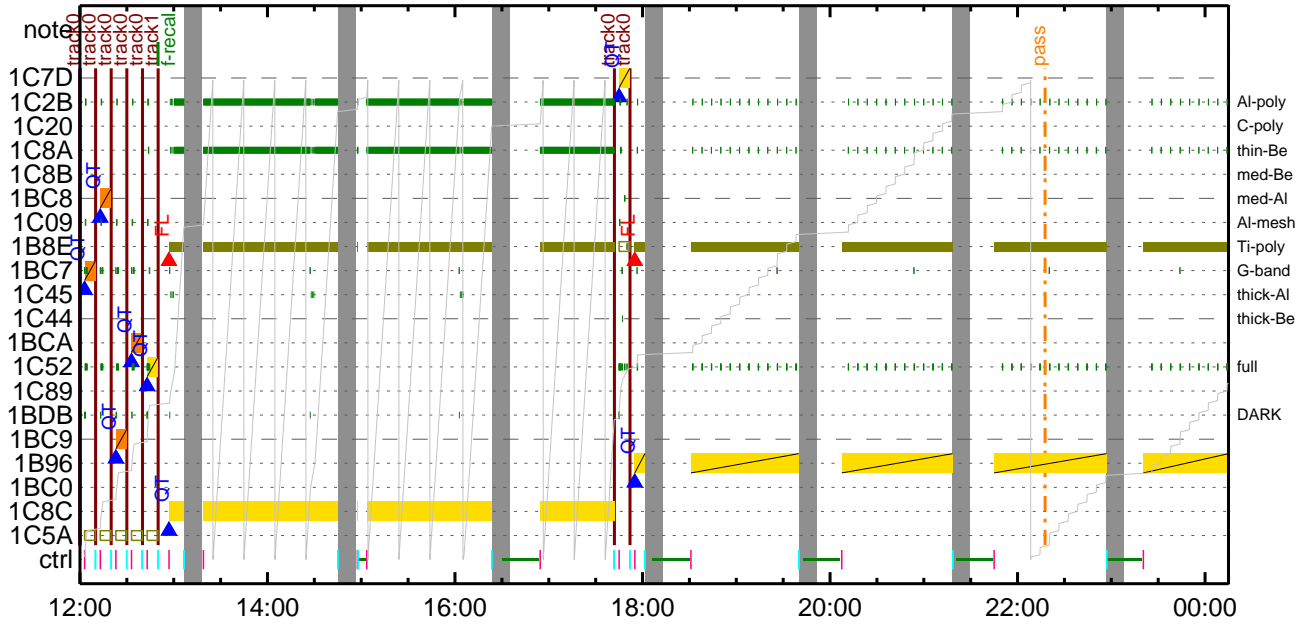 note
track0
track0
track0
track0
track0
track1
f-recal
track0
track0
pass
1C7D
QT
1C2B Al-poly
1C20 C-poly
1C8A thin-Be
1C8B med-Be
QT
1BC8 med-Al
1C09 Al-mesh
FL
FL
1B8E Ti-poly
QT
1BC7 G-band
1C45 thick-Al
1C44 thick-Be
QT
1BCA
QT
1C52 full
1C89
1BDB DARK
QT
1BC9
QT
1B96
1BC0
QT
1C8C
1C5A
ctrl
12:00 14:00 16:00 18:00 20:00 22:00 00:00